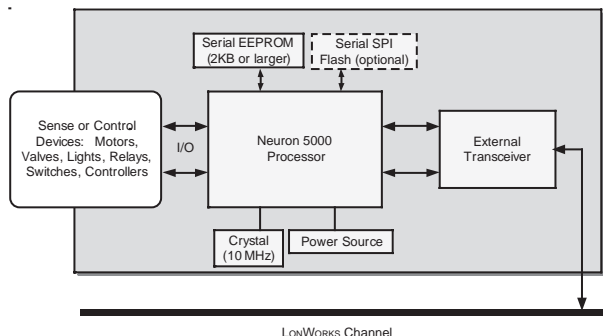 Serial EEPROM
(2KB or larger)
Serial SPI
Flash (optional)
Sense or Control
Devices: Motors,
Valves, Lights, Relays,
Switches, Controllers
I/O
Neuron 5000
Processor
External
Transceiver
Crystal
(10 MHz)
Power Source
LONWORKS Channel